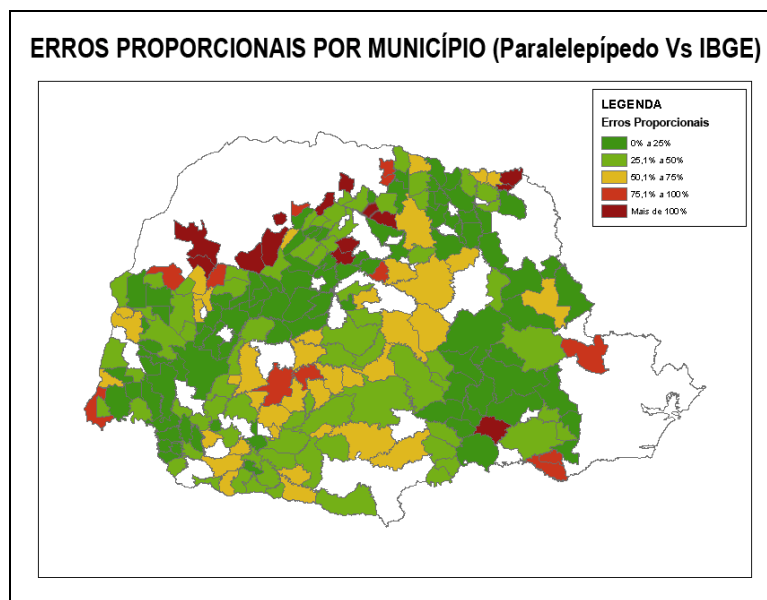 ERROS PROPORCIONAIS POR MUNICÍPIO (Paralelepípedo Vs IBGE)
LEGENDA
Erros Proporcionais
0% a 25%
25,1% a 50%
50,1% a 75%
75,1% a 100%
Mais de 100%